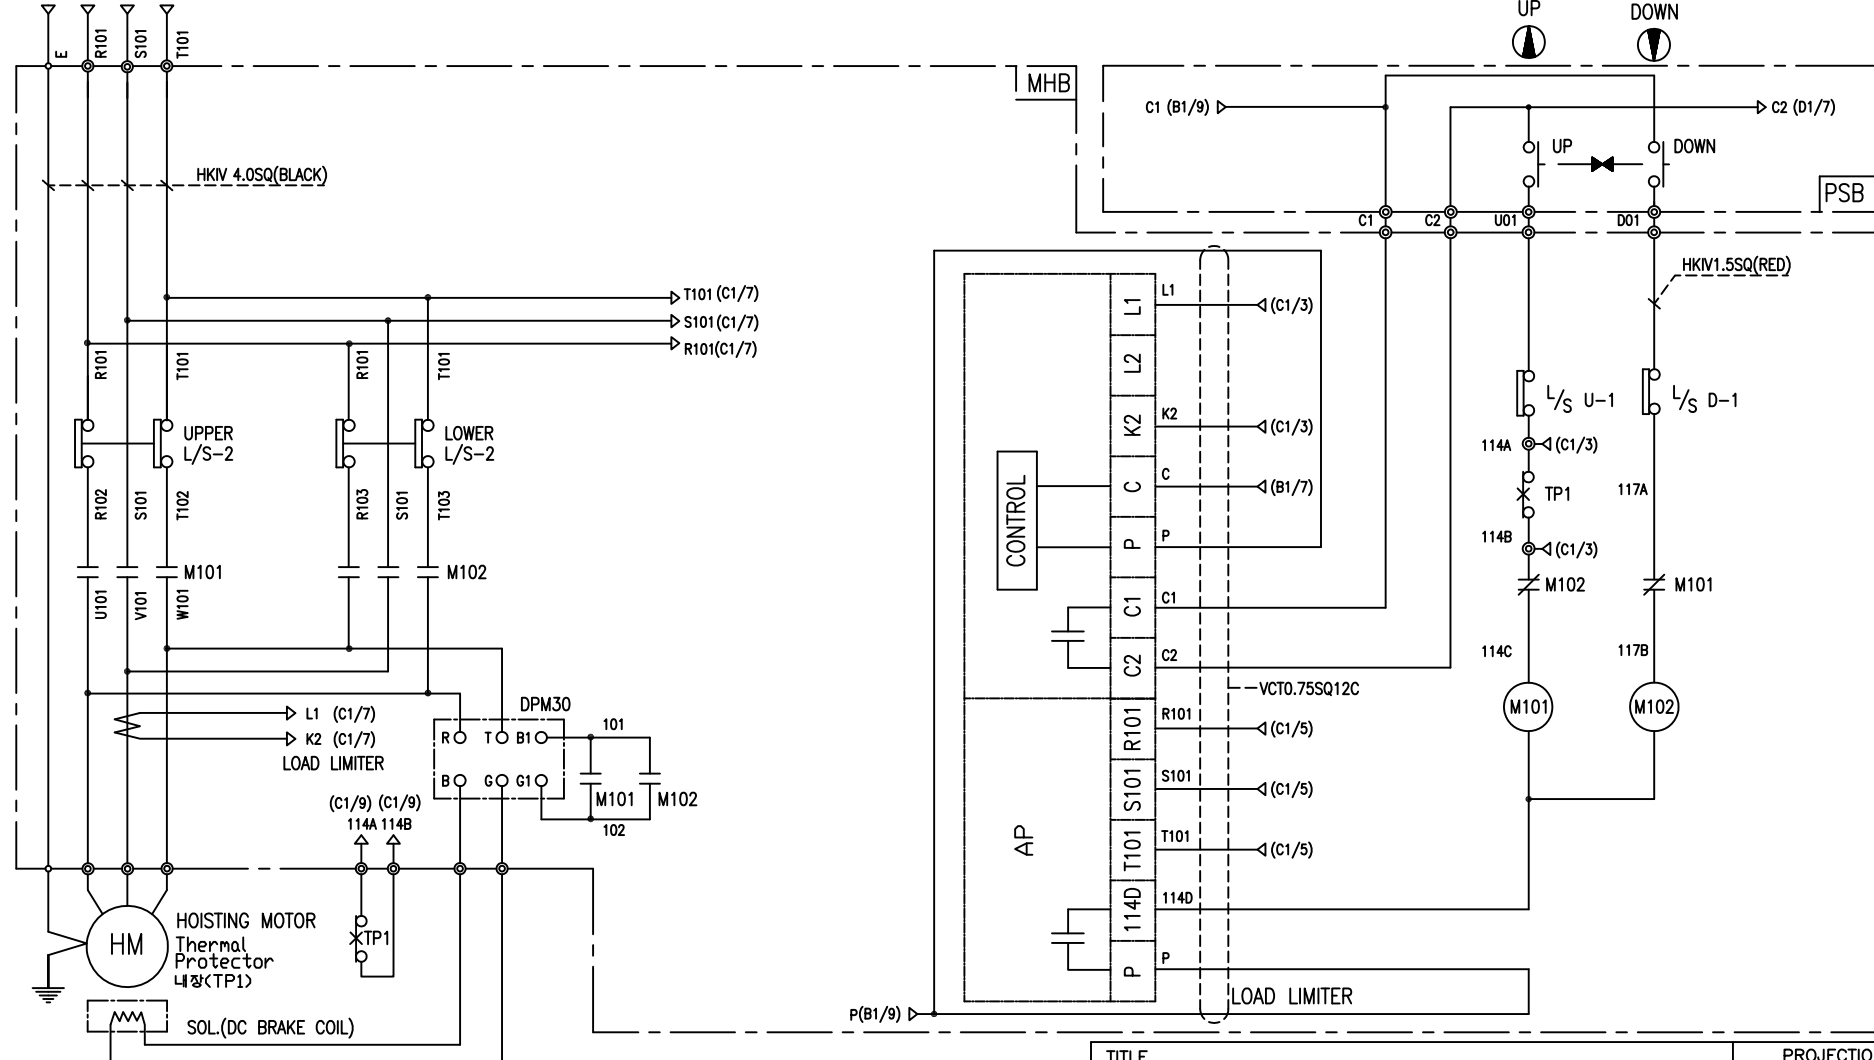 UP
DOWN
E
R101
S101
T101
MHB
C1 (B1/9)
C2 (D1/7)
UP
DOWN
HKIV 4.0SQ(BLACK)
PSB
C1
C2
U01
D01
HKIV1.5SQ(RED)
T101 (C1/7)
S101 (C1/7)
R101(C1/7)
R101
T101
R101
T101
UPPER
L/S-2
LOWER
L/S-2
R102
S101
T102
R103
S101
T103
M101
M102
U101
V101
W101
L1 (C1/7)
K2 (C1/7)
LOAD LIMITER
DPM30
R
T
B1
101
B
G
G1
M101
M102
102
(C1/9) (C1/9)
114A 114B
HM
HOISTING MOTOR
Thermal
Protector
내장(TP1)
TP1
SOL.(DC BRAKE COIL)
CONTROL
AP
L1
L1
(C1/3)
L2
K2
K2
(C1/3)
C
C
(B1/7)
P
P
C1
C1
C2
C2
VCT0.75SQ12C
R101
R101
(C1/5)
S101
S101
(C1/5)
T101
T101
(C1/5)
114D
114D
P
P
LOAD LIMITER
P(B1/9)
L/S U-1
L/S D-1
114A
(C1/3)
TP1
117A
114B
(C1/3)
M102
M101
114C
117B
M101
M102
TITLE
PROJECTIO